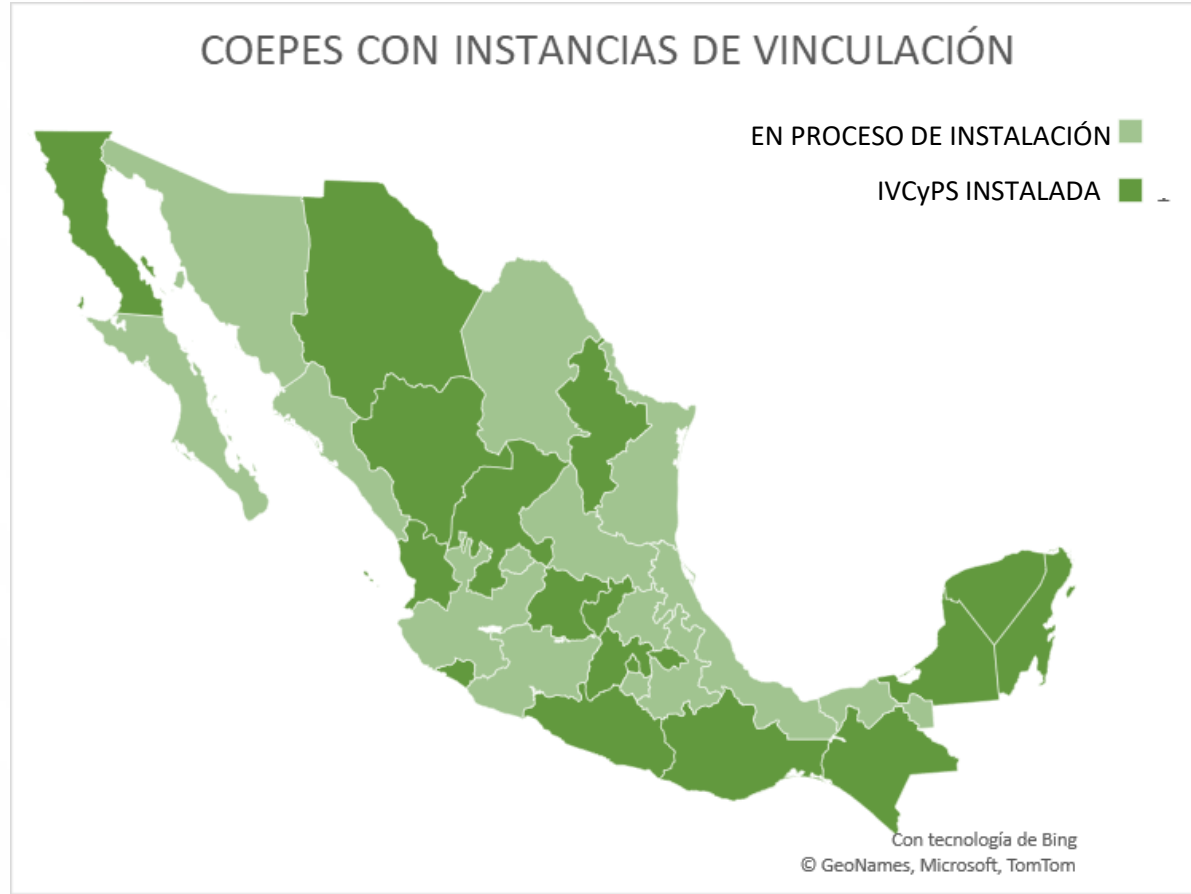 COEPES CON INSTANCIAS DE VINCULACIÓN
EN PROCESO DE INSTALACIÓN
IVCyPS INSTALADA
Con tecnología de Bing
© GeoNames, Microsoft, TomTom